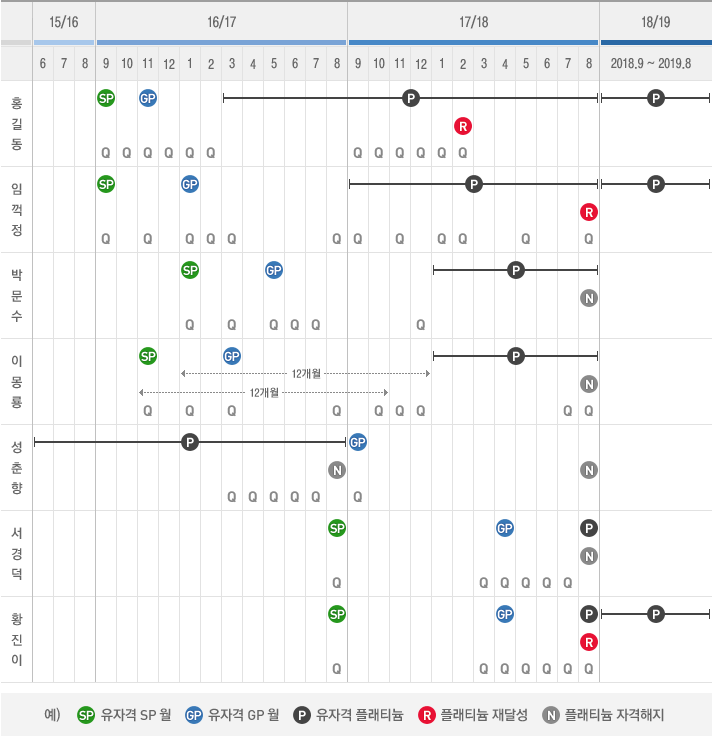 15/16 16/17 17/18 18/19
6 7 8 9 10 11 12 1 2 3 4 5 6 7 8 9 10 11 12 1 2 3 4 5 6 7 8 2018.9 ~ 2019.8
홍길동
SP GP P P
R
Q Q Q Q Q Q Q Q Q Q Q Q
임꺽정
SP GP P P
R
Q Q Q Q Q Q Q Q Q Q Q Q
박문수
SP GP P
N
Q Q Q Q Q Q
이몽룡
SP GP P
12개월
N
12개월
Q Q Q Q Q Q Q Q Q
성춘향
P GP
N N
Q Q Q Q Q Q
서경덕
SP GP P
N
Q Q Q Q Q Q
황진이
SP GP P P
R
Q Q Q Q Q Q Q
예) SP 유자격 SP 월 GP 유자격 GP 월 P 유자격 플래티늄 R 플래티늄 재달성 N 플래티늄 자격해지